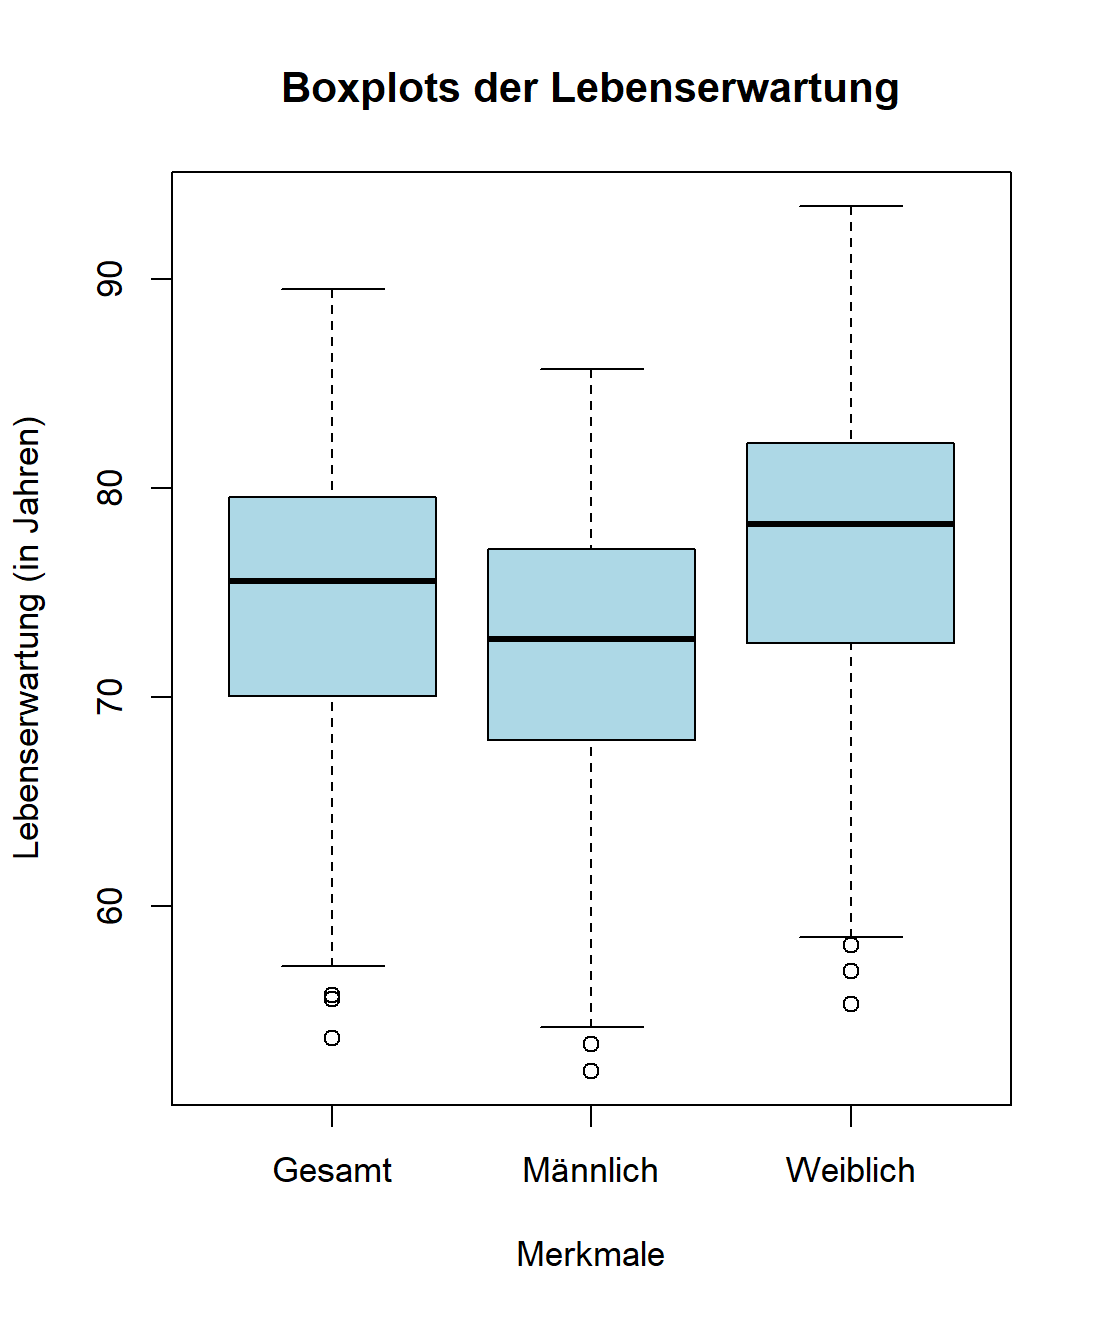 Boxplots der Lebenserwartung
Lebenserwartung (in Jahren)
90
80
70
60
Gesamt Männlich Weiblich
Merkmale